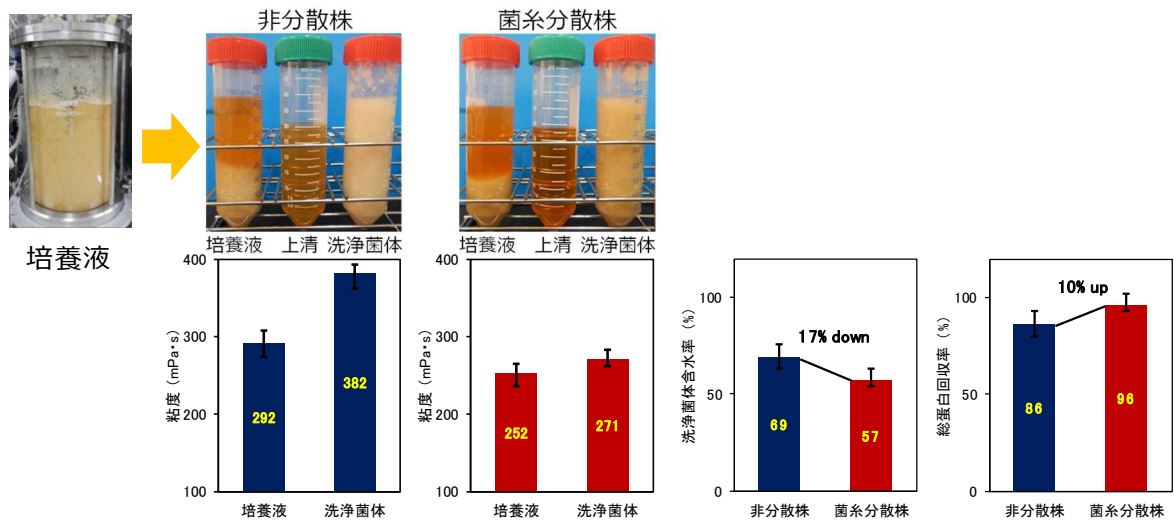 非分散株
菌糸分散株
培養液
培養液 上清 洗浄菌体
培養液 上清 洗浄菌体
粘度 (mPa・s)
400
300
200
100
292
382
培養液 洗浄菌体
粘度 (mPa・s)
400
300
200
100
252
271
培養液 洗浄菌体
洗浄菌体含水率 (%)
100
50
0
17% down
69
57
非分散株 菌糸分散株
総蛋白回収率 (%)
100
50
0
10% up
86
96
非分散株 菌糸分散株